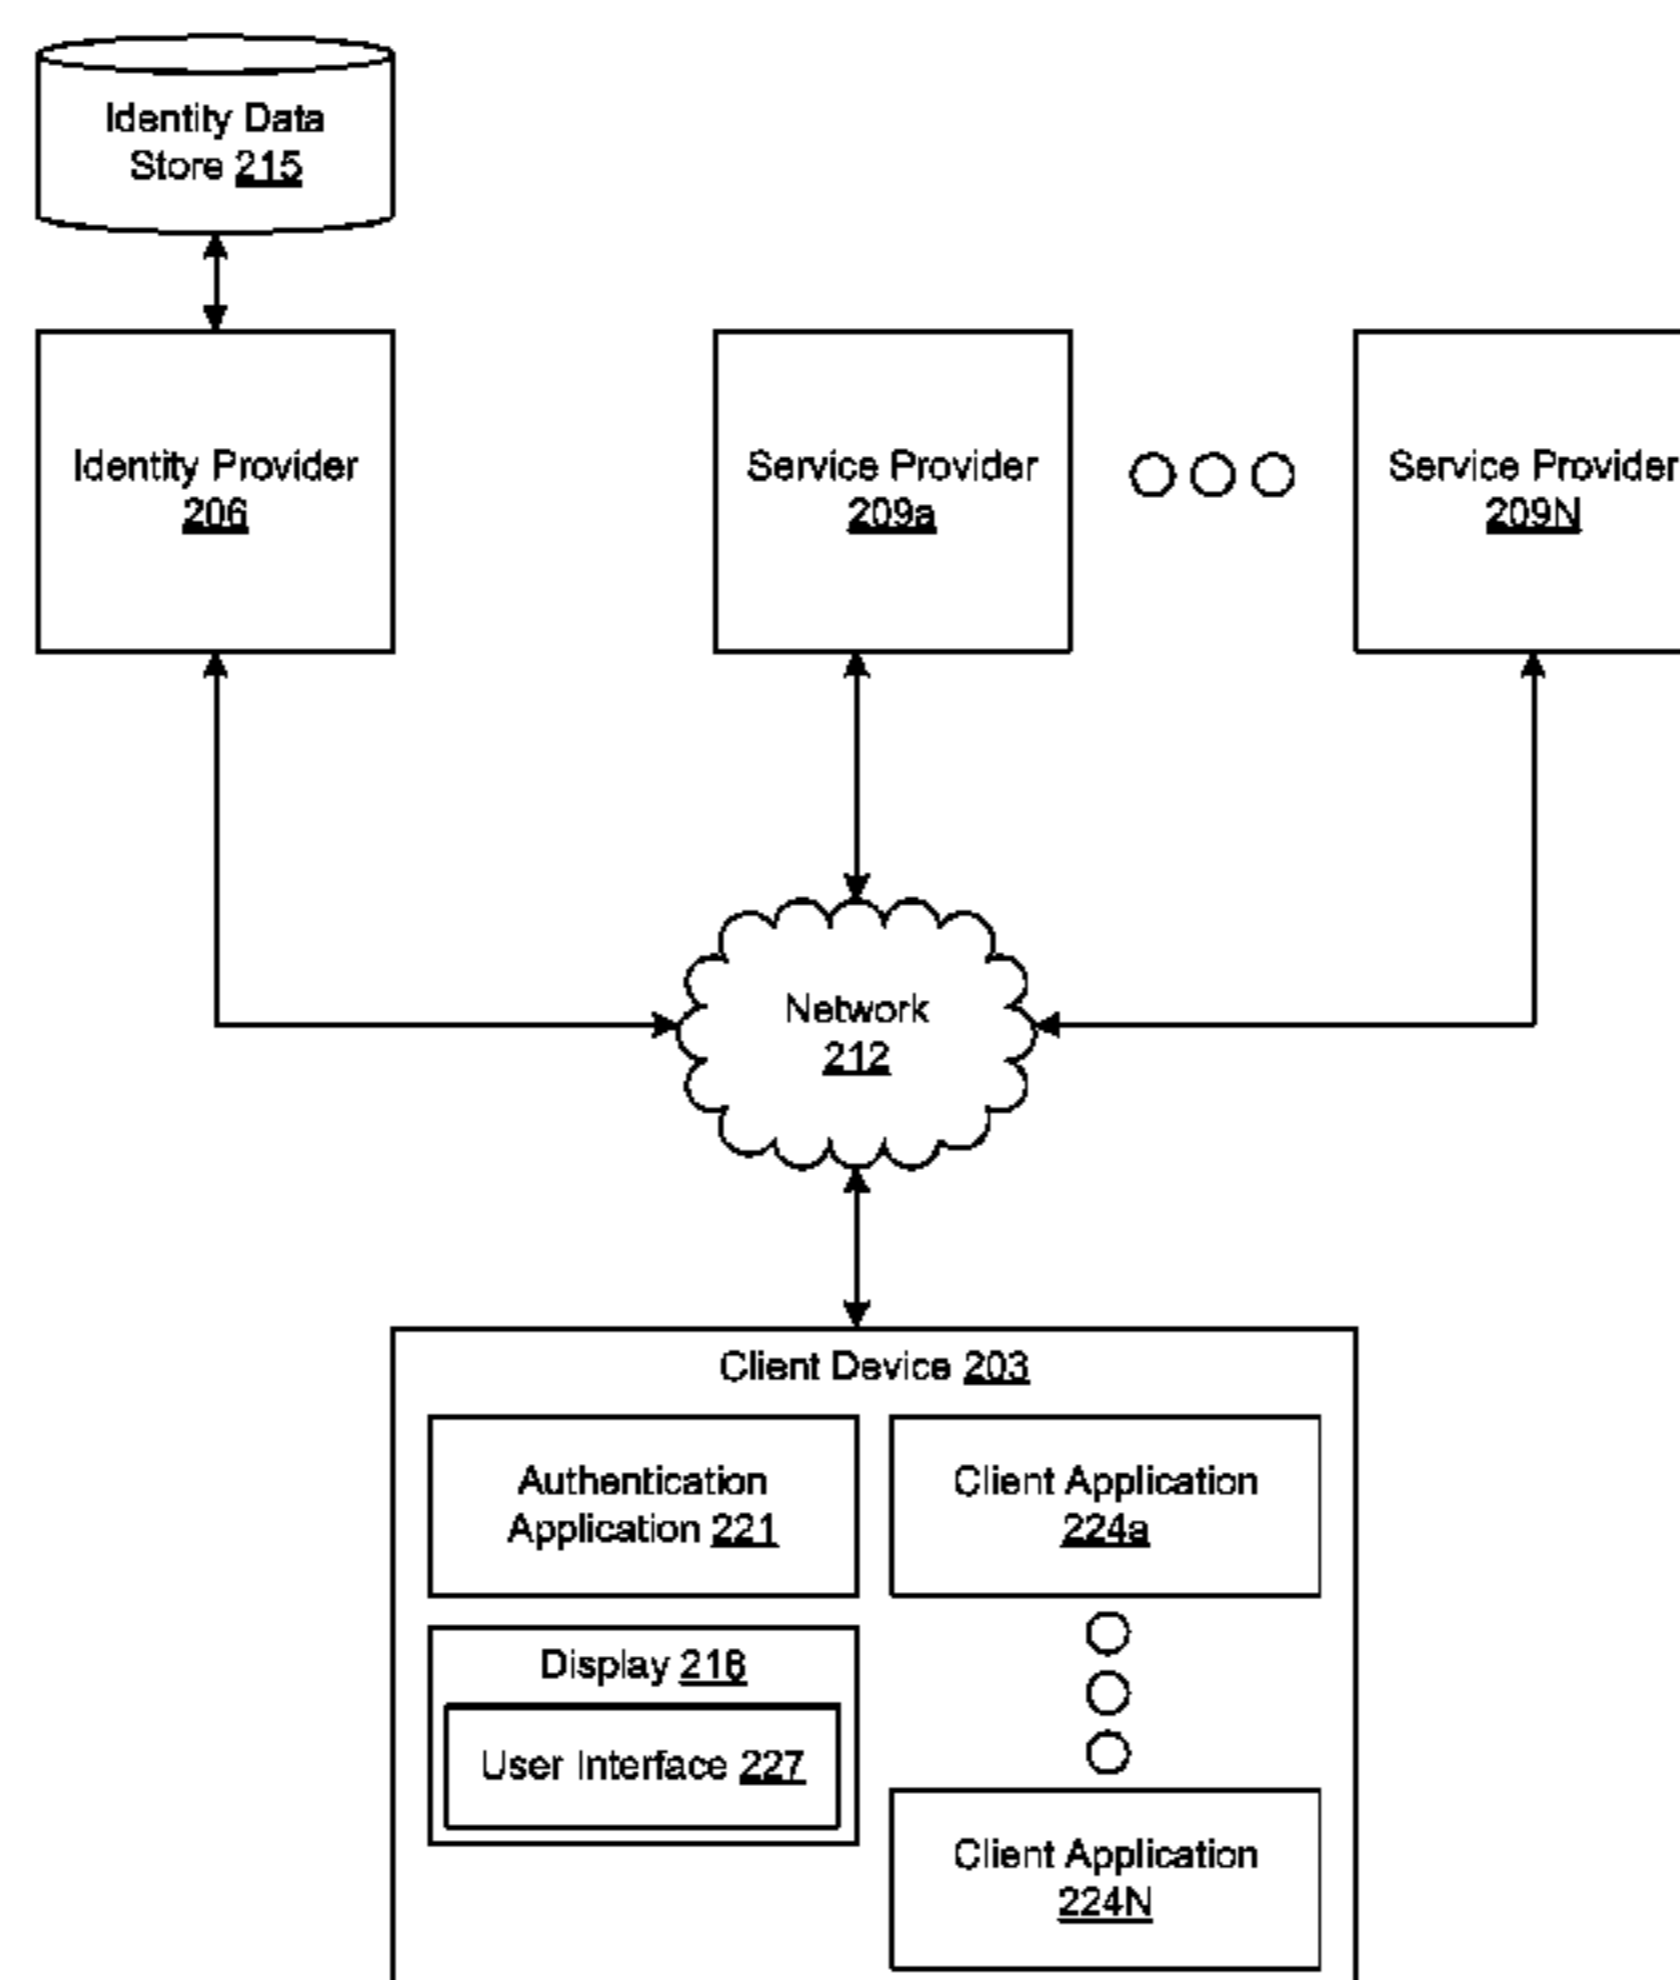 Identity Data
Store 215
Identity Provider
206
Service Provider
209a
Service Provider
209N
Network
212
Client Device 203
Authentication
Application 221
Client Application
224a
Display 218
User Interface 227
Client Application
224N